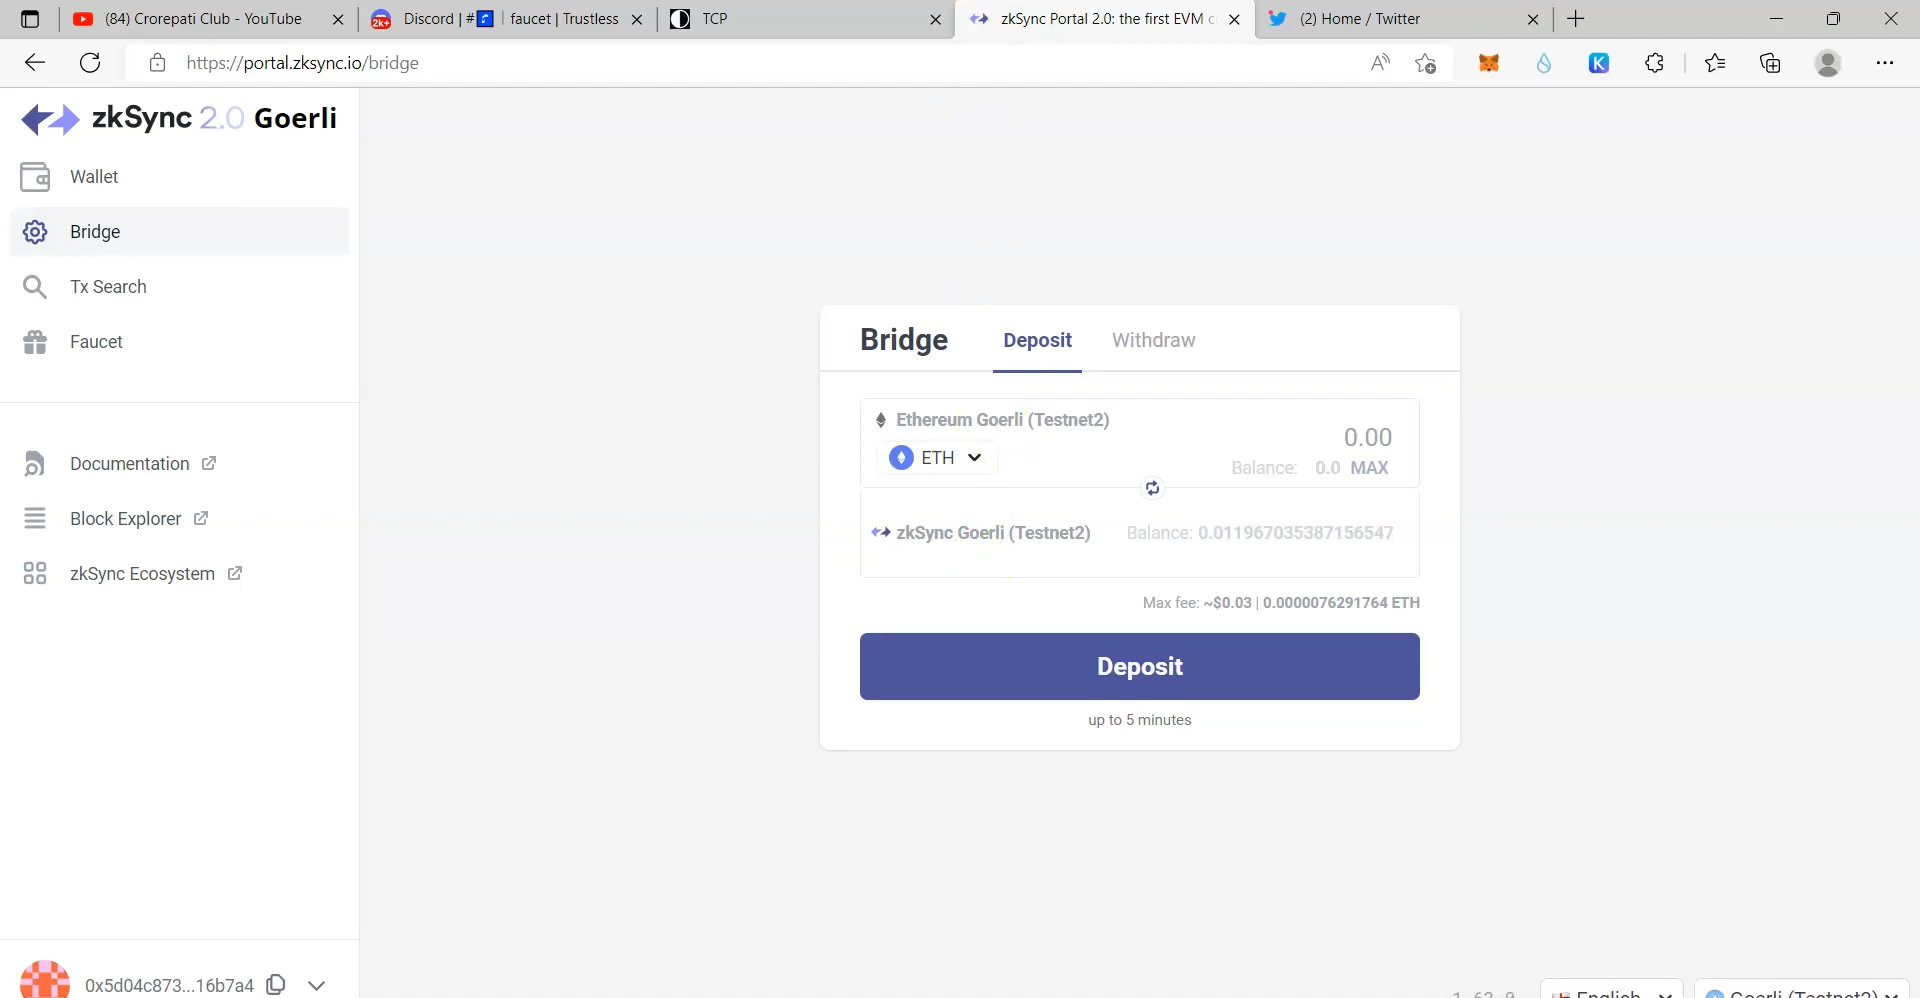 (84) Crorepati Club - YouTube
Discord | # | faucet | Trustless
TCP
zkSync Portal 2.0: the first EVM c
(2) Home / Twitter
https://portal.zksync.io/bridge
zkSync 2.0 Goerli
Wallet
Bridge
Tx Search
Faucet
Documentation
Block Explorer
zkSync Ecosystem
0x5d04c873...16b7a4
Bridge Deposit Withdraw
Ethereum Goerli (Testnet2)
0.00
ETH
Balance: 0.0 MAX
zkSync Goerli (Testnet2) Balance: 0.011967035387156547
Max fee: ~$0.03 | 0.0000076291764 ETH
Deposit
up to 5 minutes
English
Goerli (Testnet2)